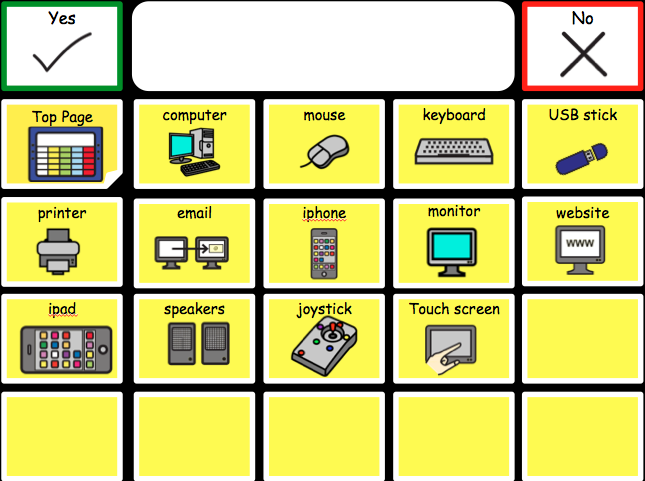 Yes
No
Top Page
computer
mouse
keyboard
USB stick
printer
email
iphone
monitor
website
www
ipad
speakers
joystick
Touch screen